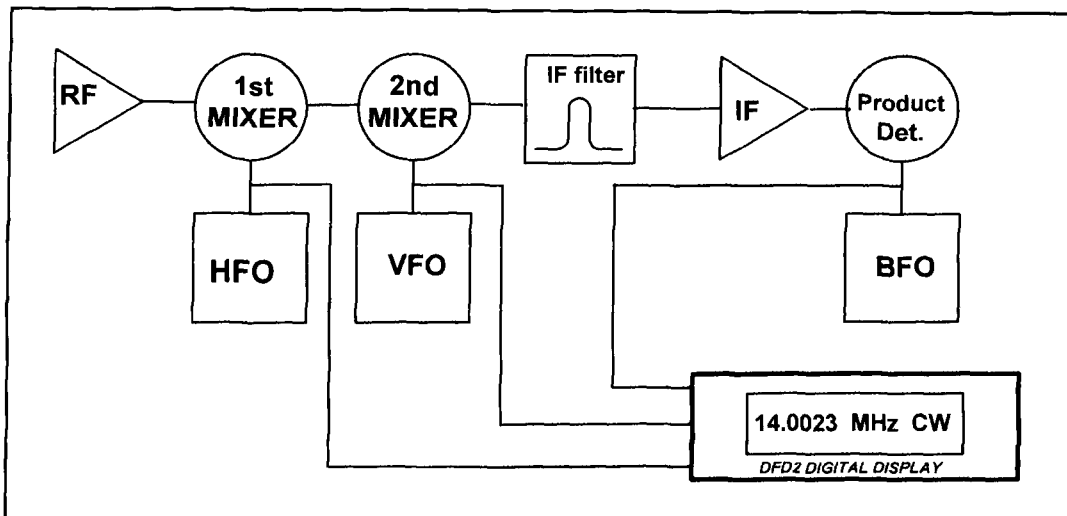 RF
1st
MIXER
2nd
MIXER
IF filter
IF
Product
Det.
HFO
VFO
BFO
14.0023 MHz CW
DFD2 DIGITAL DISPLAY